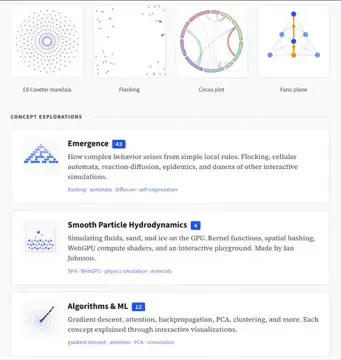 E8 Coxeter mandala
Flocking
Circos plot
Fano plane
CONCEPT EXPLORATIONS
Emergence 43
How complex behavior arises from simple local rules. Flocking, cellular
automata, reaction-diffusion, epidemics, and dozens of other interactive
simulations.
flocking · automata · diffusion · self-organization
Smooth Particle Hydrodynamics 4
Simulating fluids, sand, and ice on the GPU. Kernel functions, spatial hashing,
WebGPU compute shaders, and an interactive playground. Made by Ian
Johnson.
SPH · WebGPU · physics simulation · materials
Algorithms & ML 12
Gradient descent, attention, backpropagation, PCA, clustering, and more. Each
concept explained through interactive visualizations.
gradient descent · attention · PCA · convolution